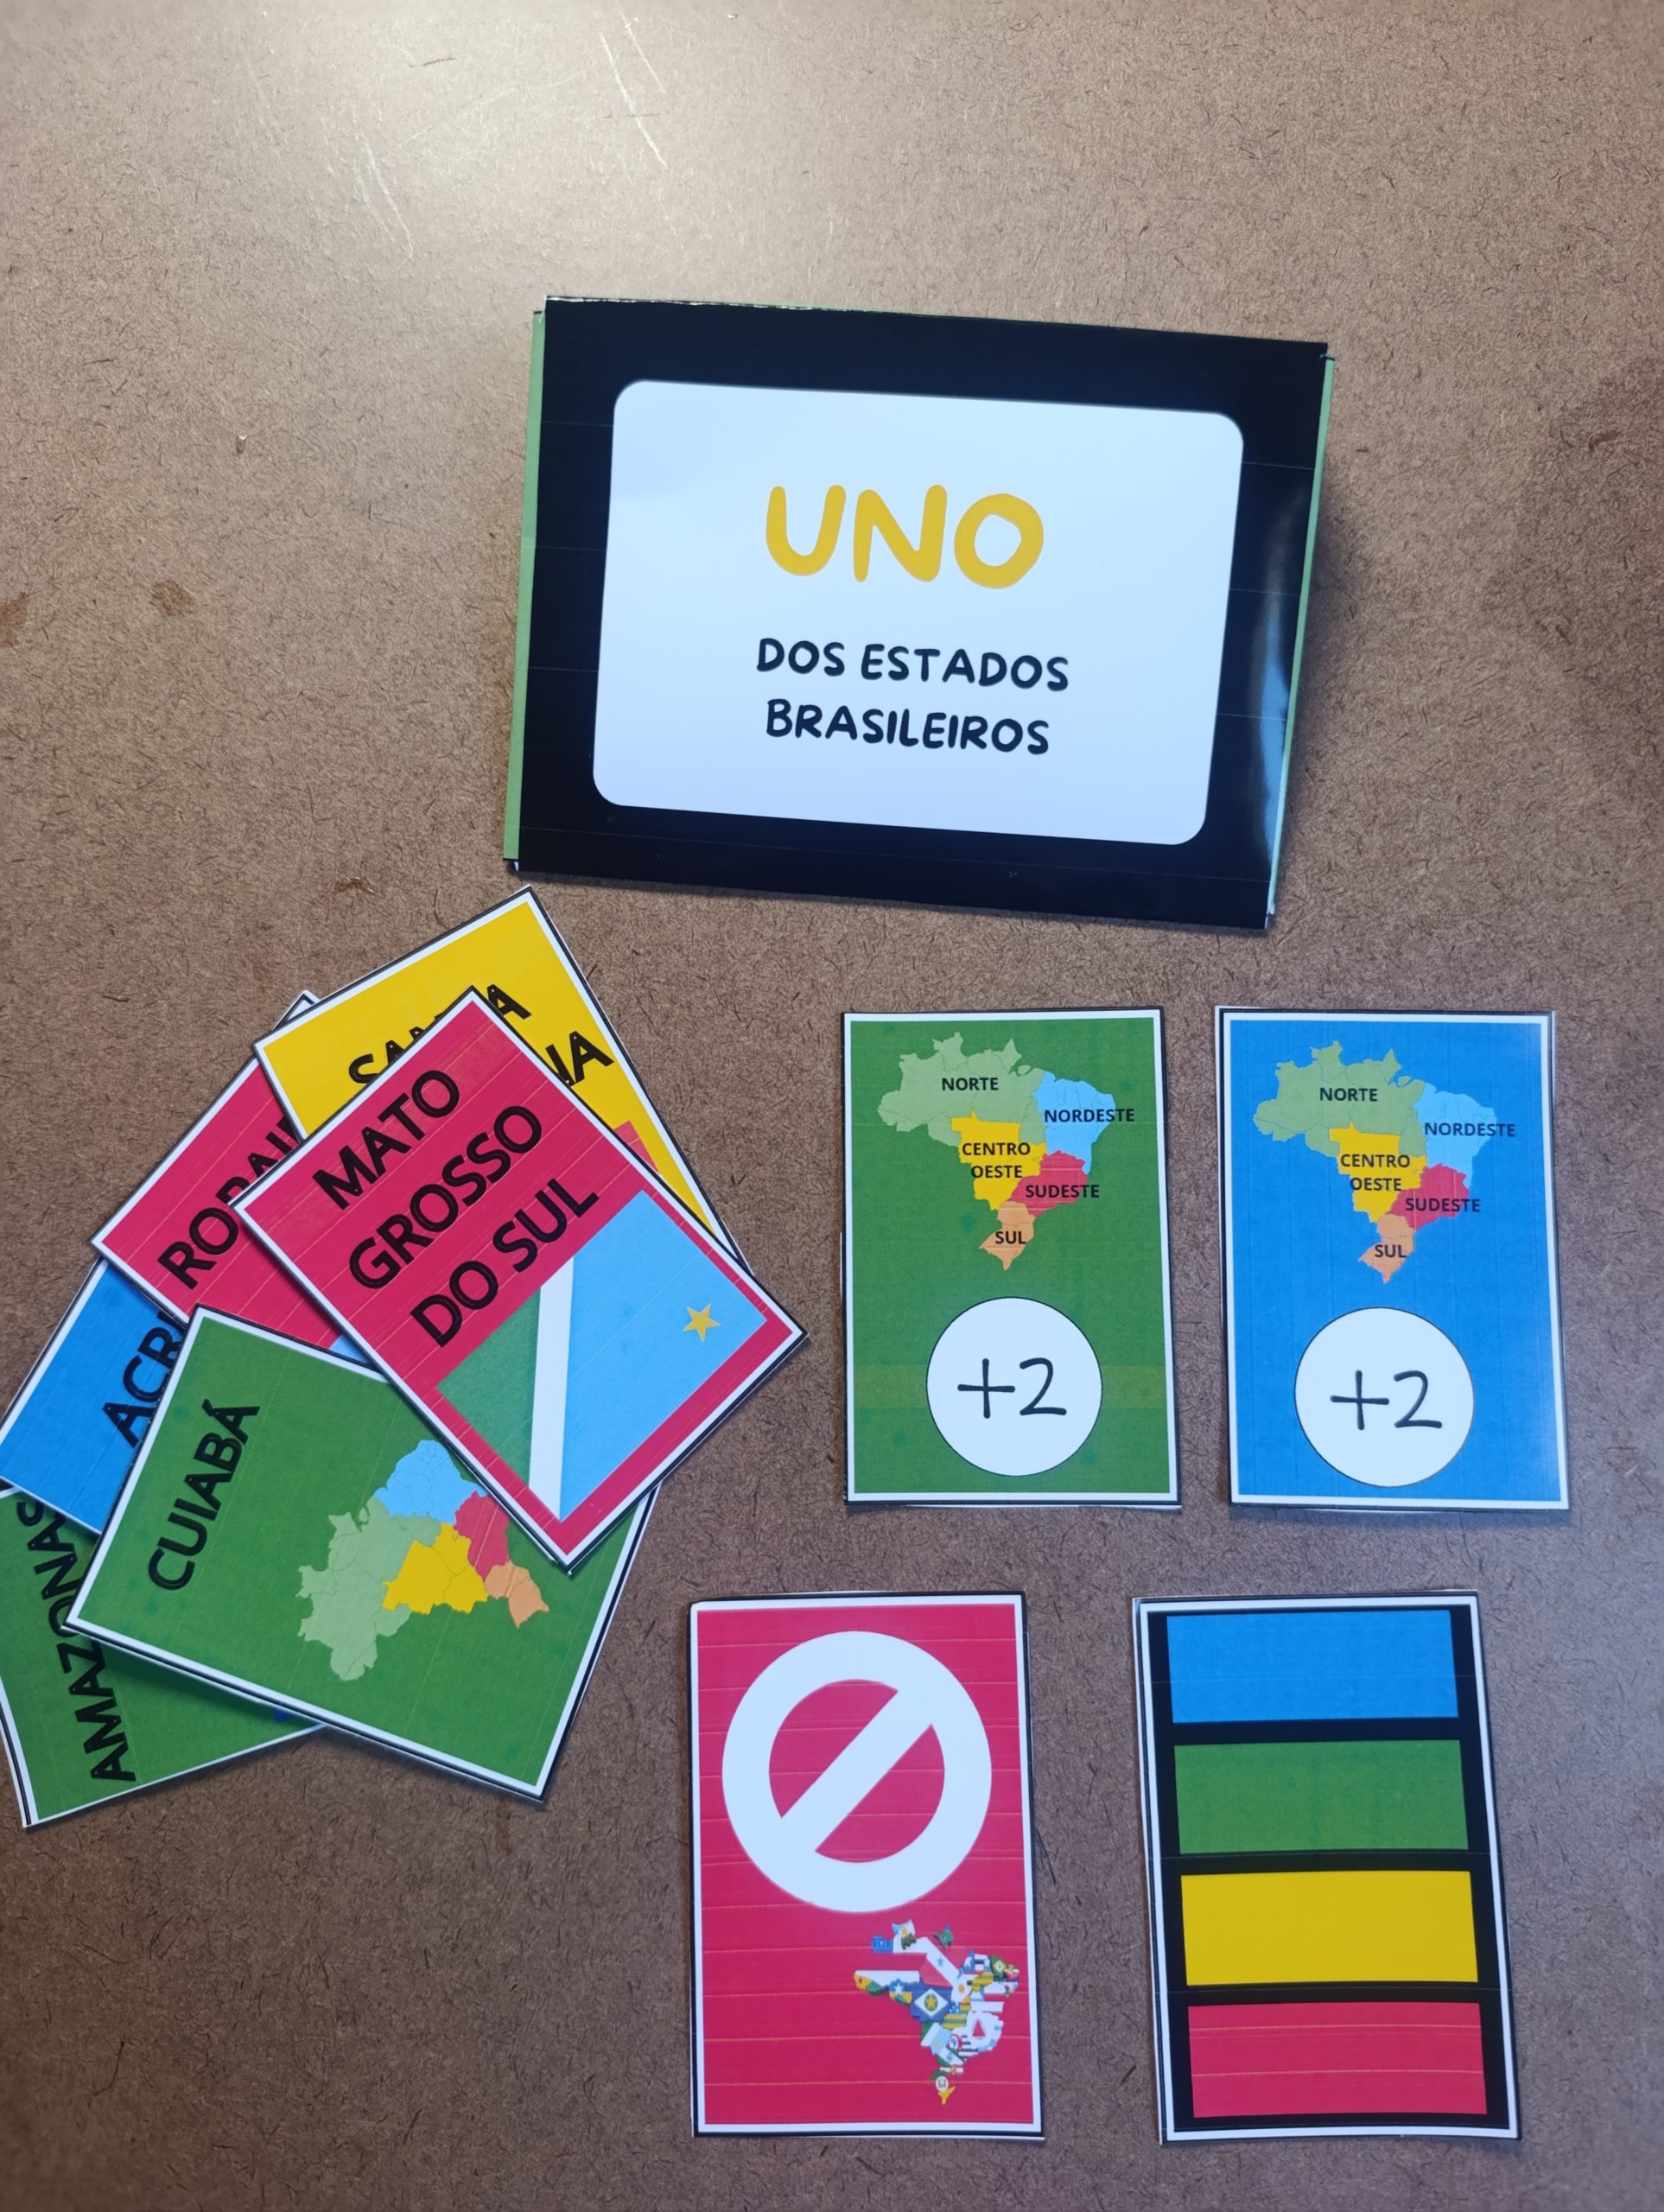 UNO
DOS ESTADOS
BRASILEIROS
MATO
GROSSO
DO SUL
ACR
CUIABÁ
AMAZONAS
NORTE
NORDESTE
CENTRO
OESTE
SUDESTE
SUL
+2
NORTE
NORDESTE
CENTRO
OESTE
SUDESTE
SUL
+2